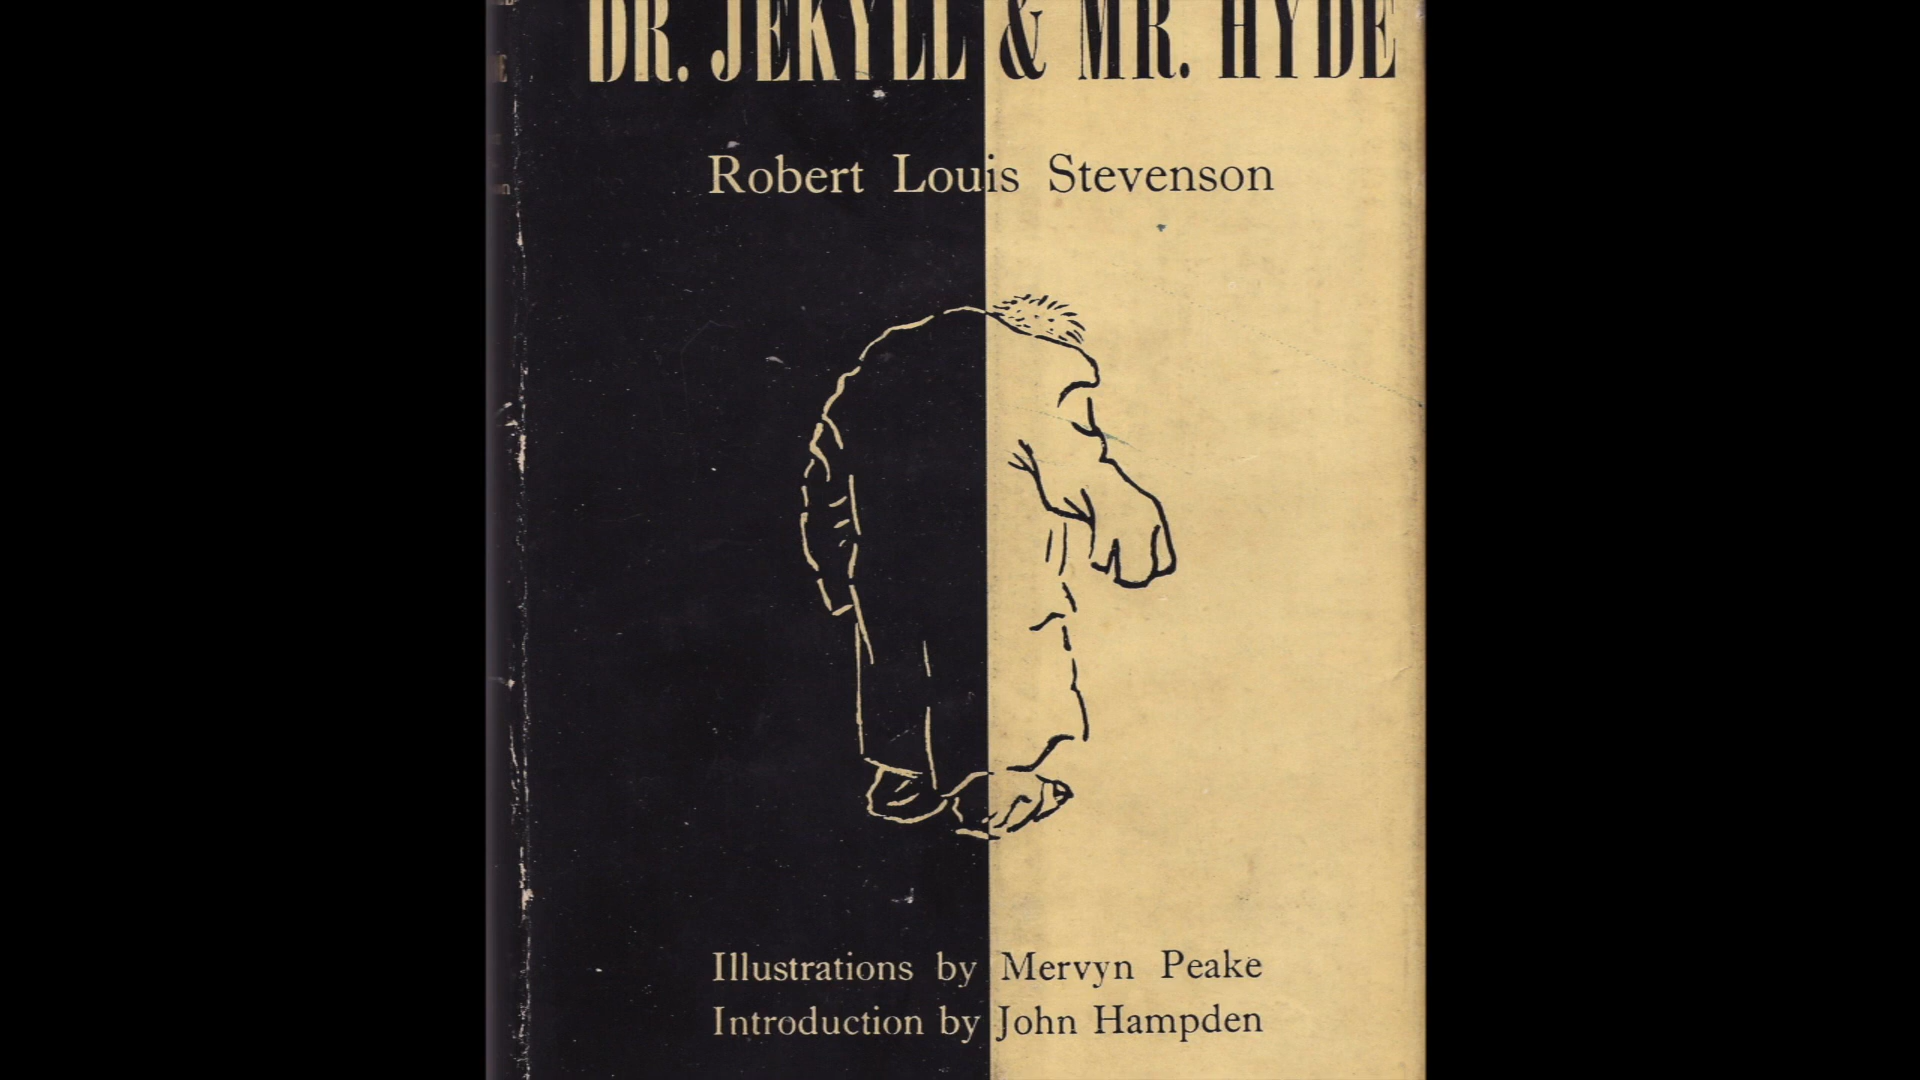 DR. JEKYLL & MR. HYDE
Robert Louis Stevenson
Illustrations by Mervyn Peake
Introduction by John Hampden